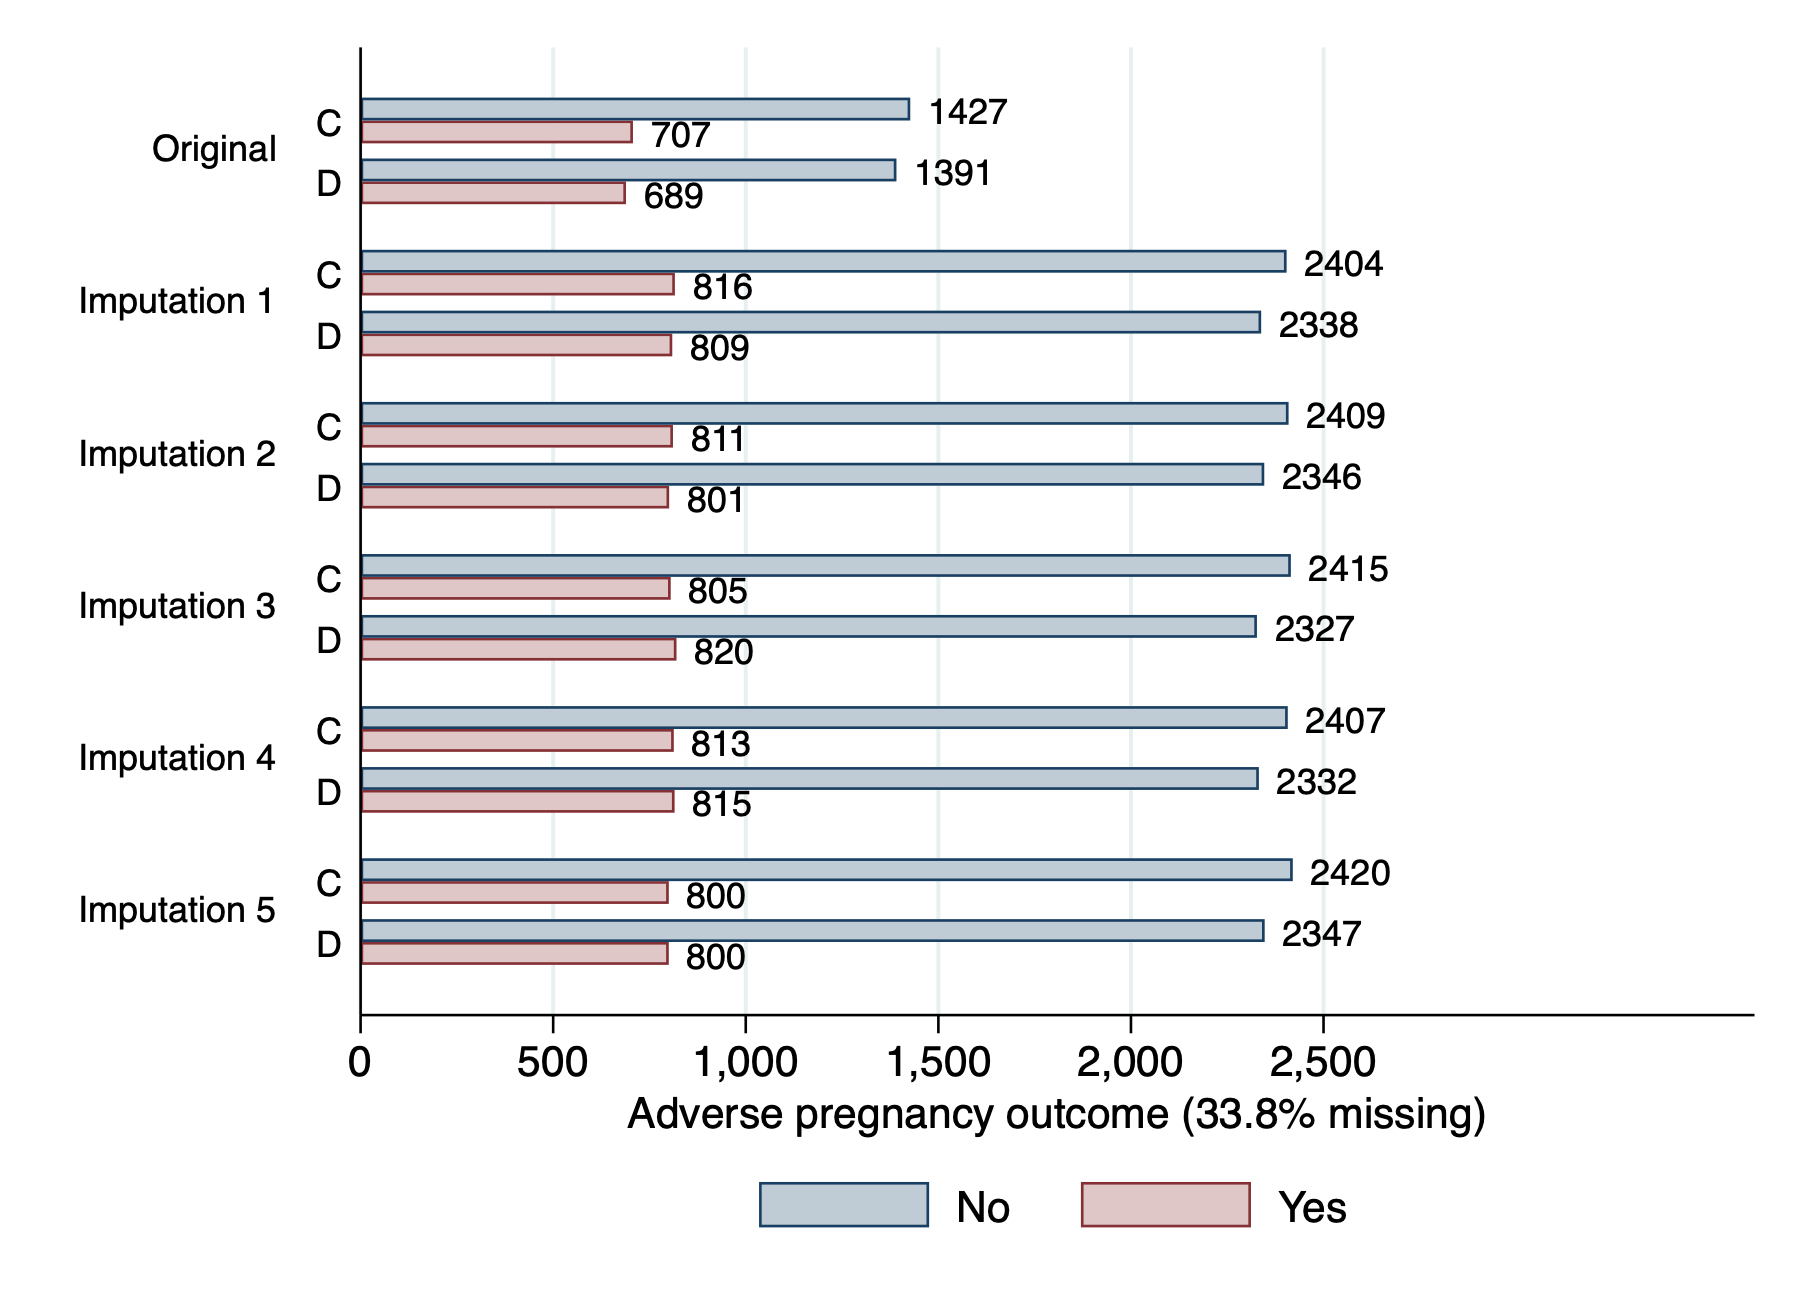 Original
C
1427
707
D
1391
689
Imputation 1
C
2404
816
D
2338
809
Imputation 2
C
2409
811
D
2346
801
Imputation 3
C
2415
805
D
2327
820
Imputation 4
C
2407
813
D
2332
815
Imputation 5
C
2420
800
D
2347
800
0 500 1,000 1,500 2,000 2,500
Adverse pregnancy outcome (33.8% missing)
No Yes